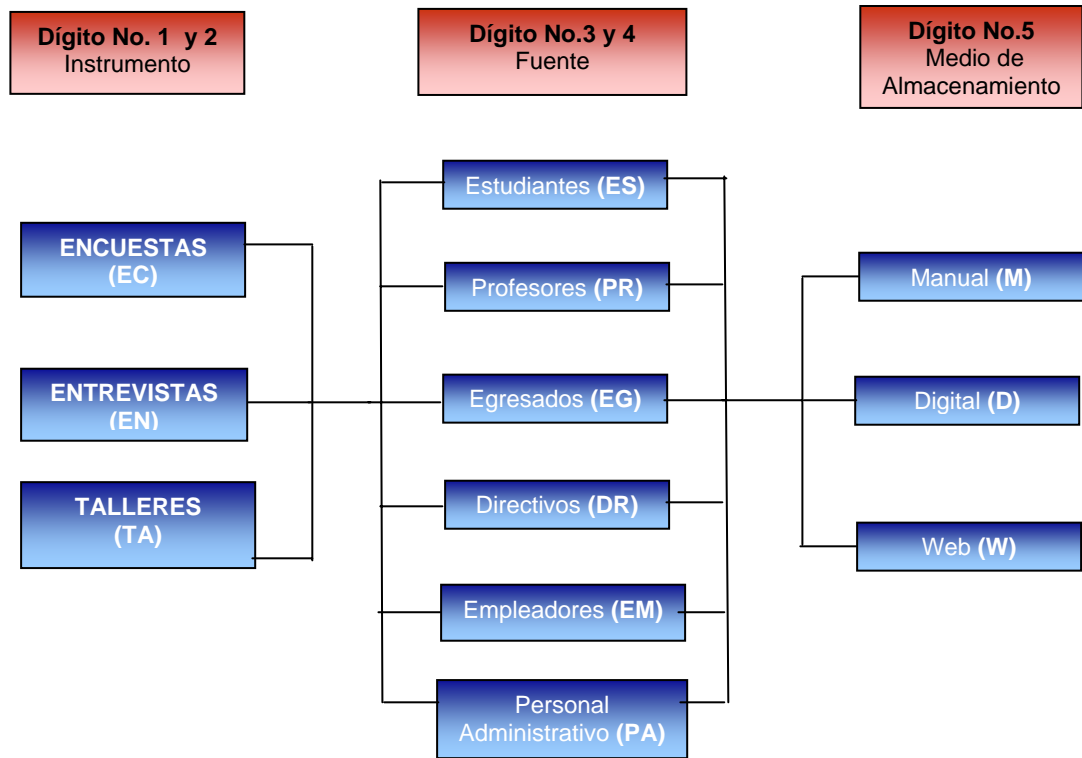 Dígito No. 1 y 2
Instrumento
Dígito No.3 y 4
Fuente
Dígito No.5
Medio de
Almacenamiento
ENCUESTAS
(EC)
ENTREVISTAS
(EN)
TALLERES
(TA)
Estudiantes (ES)
Profesores (PR)
Egresados (EG)
Directivos (DR)
Empleadores (EM)
Personal
Administrativo (PA)
Manual (M)
Digital (D)
Web (W)